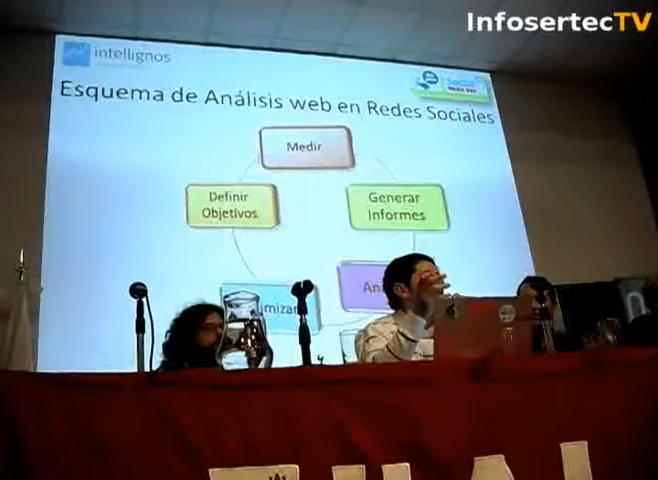 InfosertecTV
intellignos
Esquema de Análisis web en Redes Sociales
Medir
Definir
Objetivos
Generar
Informes